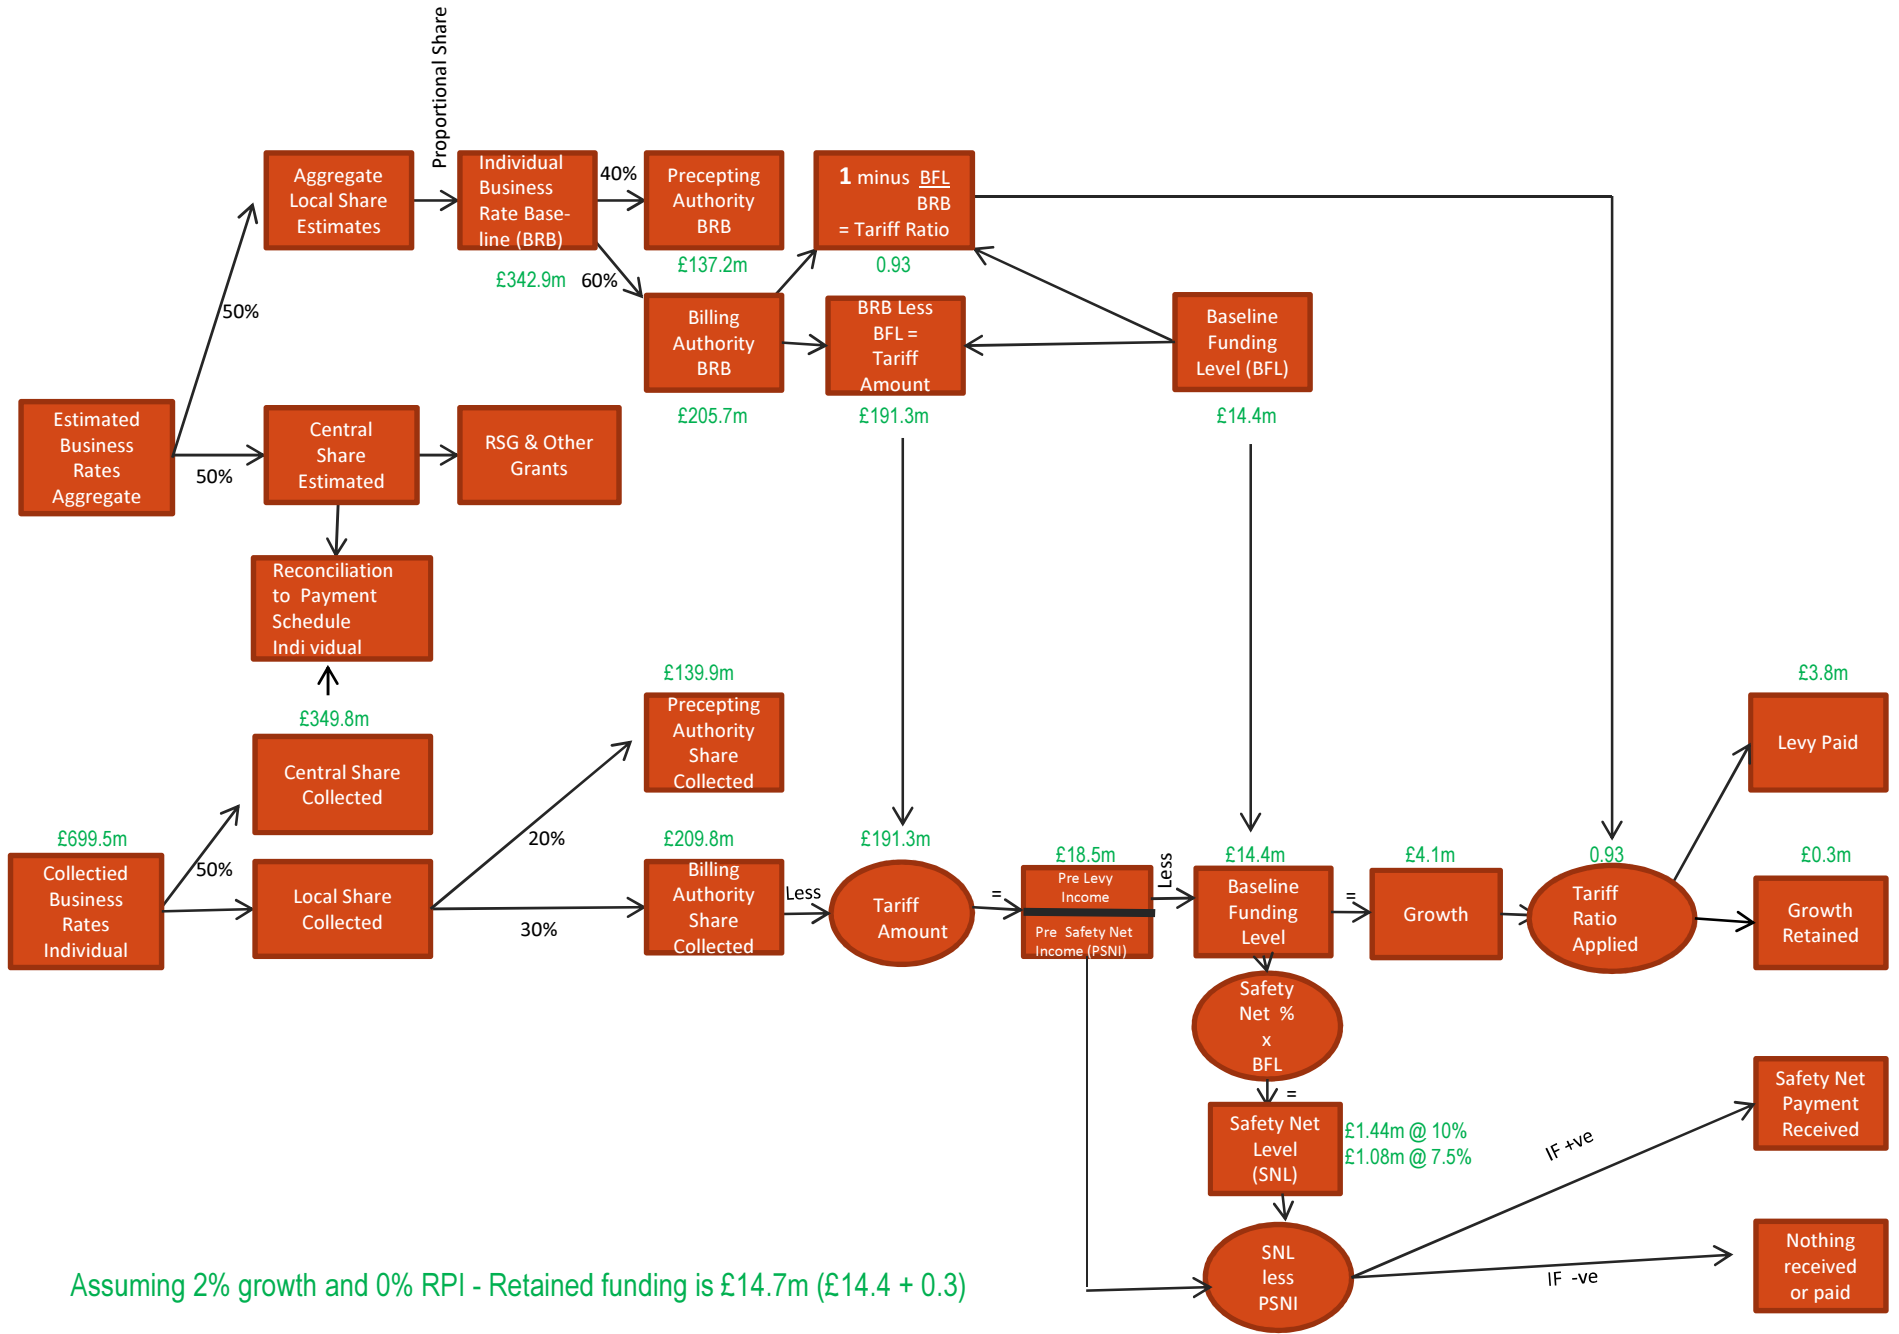 Proportional Share
Aggregate
Local Share
Estimates
Individual
Business
Rate Base-
line (BRB)
£342.9m
40%
60%
Precepting
Authority
BRB
£137.2m
1 minus BFL
BRB
= Tariff Ratio
0.93
50%
Billing
Authority
BRB
£205.7m
BRB Less
BFL =
Tariff
Amount
£191.3m
Baseline
Funding
Level (BFL)
£14.4m
Estimated
Business
Rates
Aggregate
50%
Central
Share
Estimated
RSG & Other
Grants
Reconciliation
to Payment
Schedule
Indi vidual
£349.8m
Central Share
Collected
£139.9m
Precepting
Authority
Share
Collected
£3.8m
Levy Paid
£699.5m
Collectied
Business
Rates
Individual
50%
Local Share
Collected
20%
30%
£209.8m
Billing
Authority
Share
Collected
Less
£191.3m
Tariff
Amount
=
£18.5m
Pre Levy
Income
Pre Safety Net
Income (PSNI)
Less
£14.4m
Baseline
Funding
Level
=
£4.1m
Growth
0.93
Tariff
Ratio
Applied
£0.3m
Growth
Retained
Safety
Net %
x
BFL
=
Safety Net
Level
(SNL)
£1.44m @ 10%
£1.08m @ 7.5%
IF +ve
Safety Net
Payment
Received
SNL
less
PSNI
IF -ve
Nothing
received
or paid
Assuming 2% growth and 0% RPI - Retained funding is £14.7m (£14.4 + 0.3)